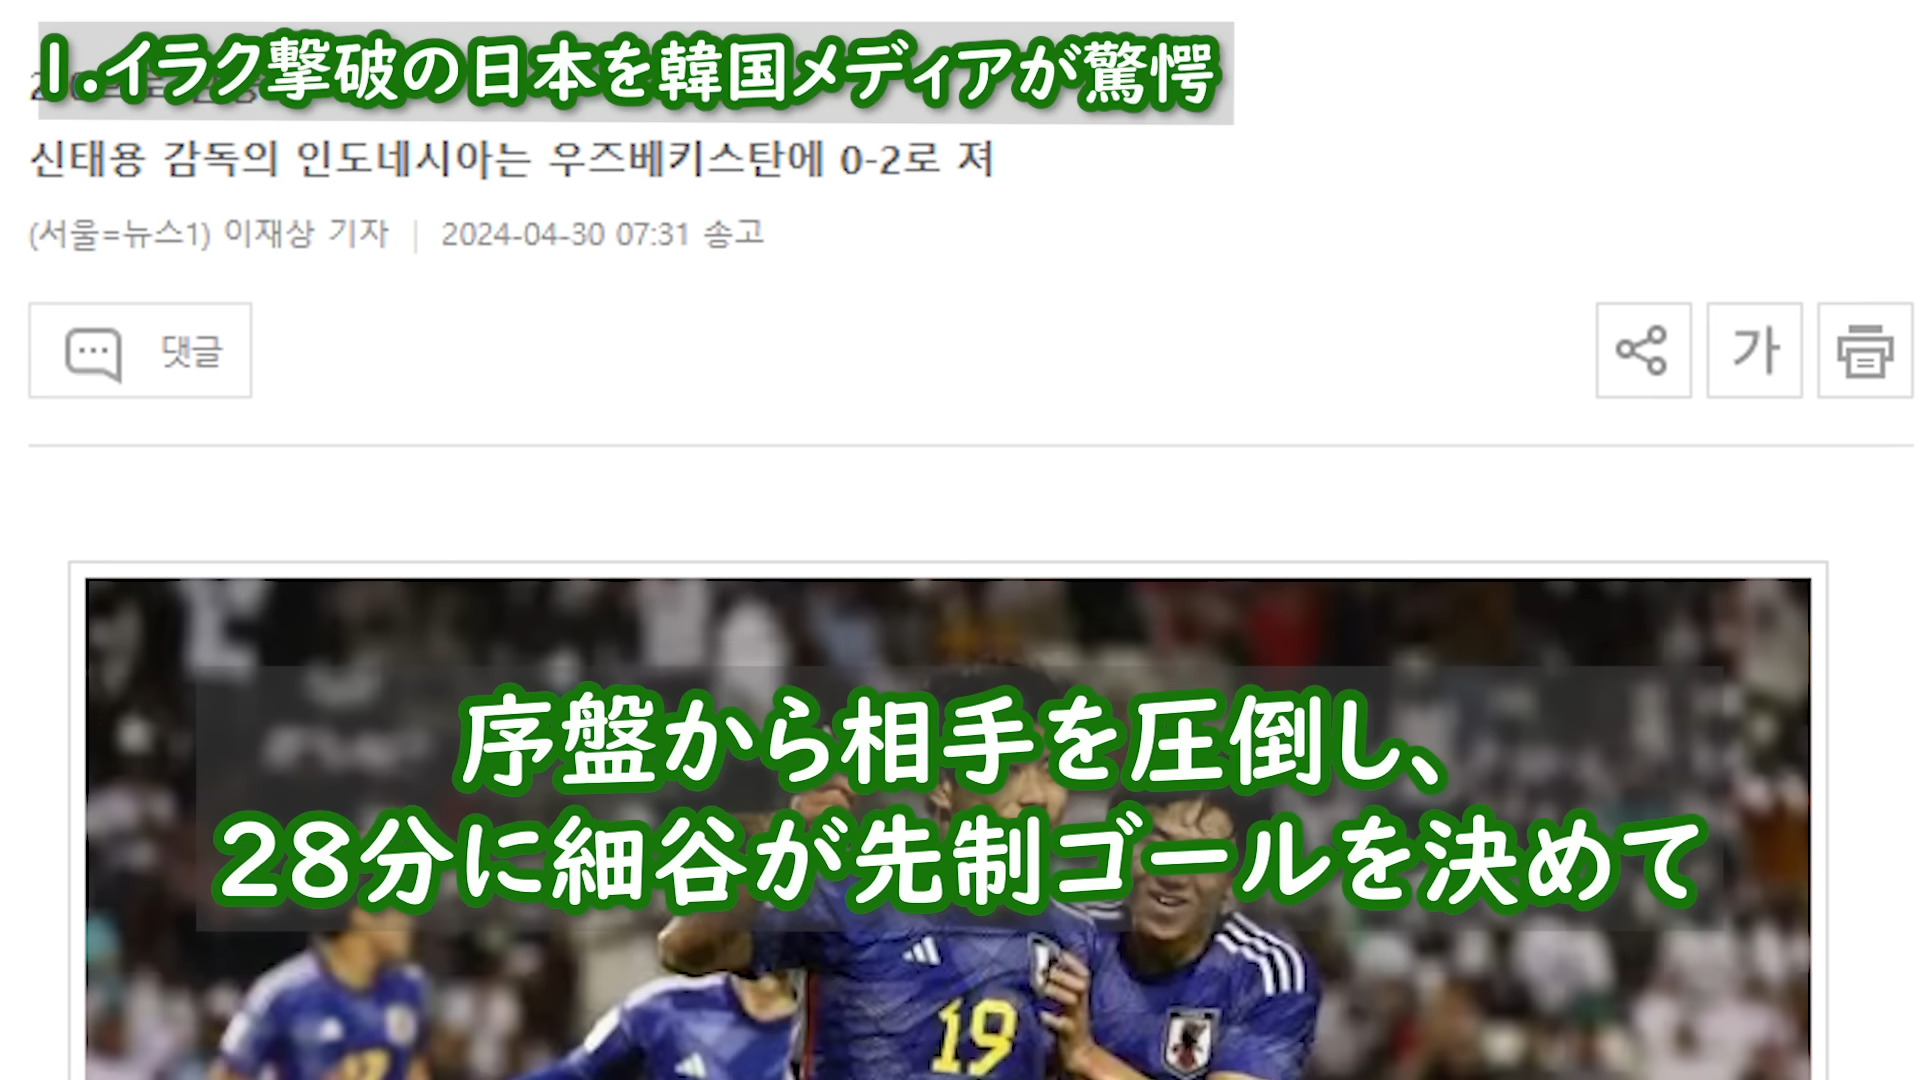 1.イラク撃破の日本を韓国メディアが驚愕
신태용 감독의 인도네시아는 우즈베키스탄에 0-2로 져
(서울=뉴스1) 이재상 기자 | 2024-04-30 07:31 송고
댓글
가
序盤から相手を圧倒し、
28分に細谷が先制ゴールを決めて
19
17